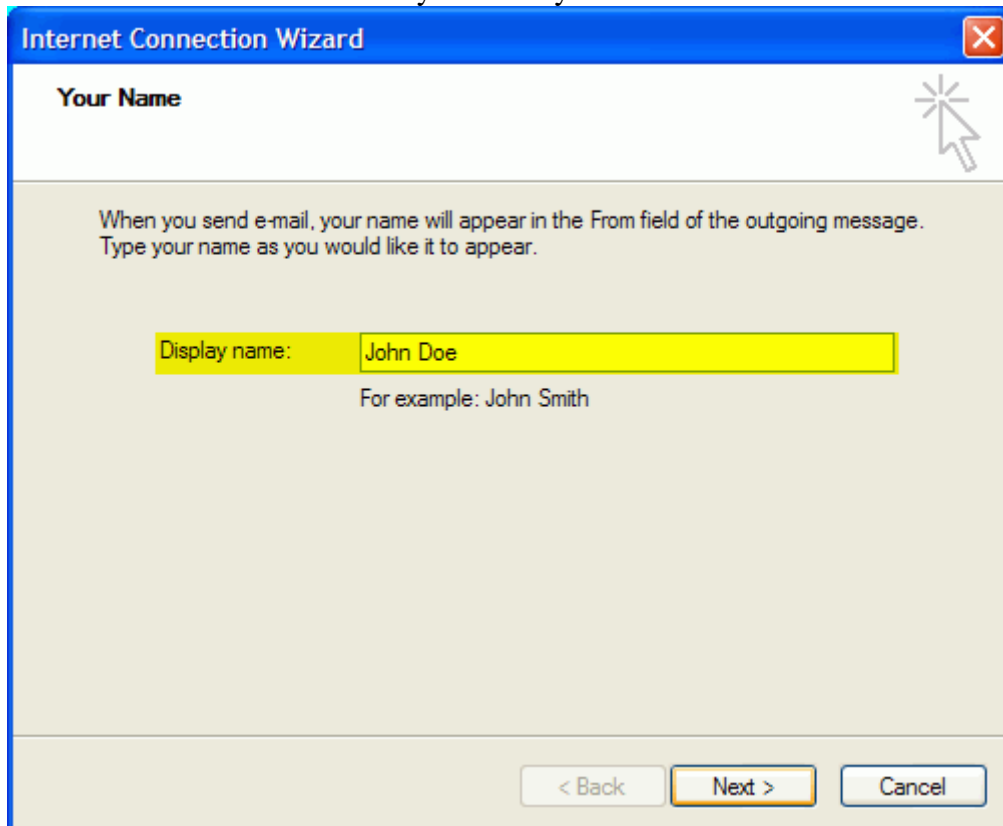 Internet Connection Wizard
Your Name
When you send e-mail, your name will appear in the From field of the outgoing message.
Type your name as you would like it to appear.
Display name: John Doe
For example: John Smith
< Back Next > Cancel